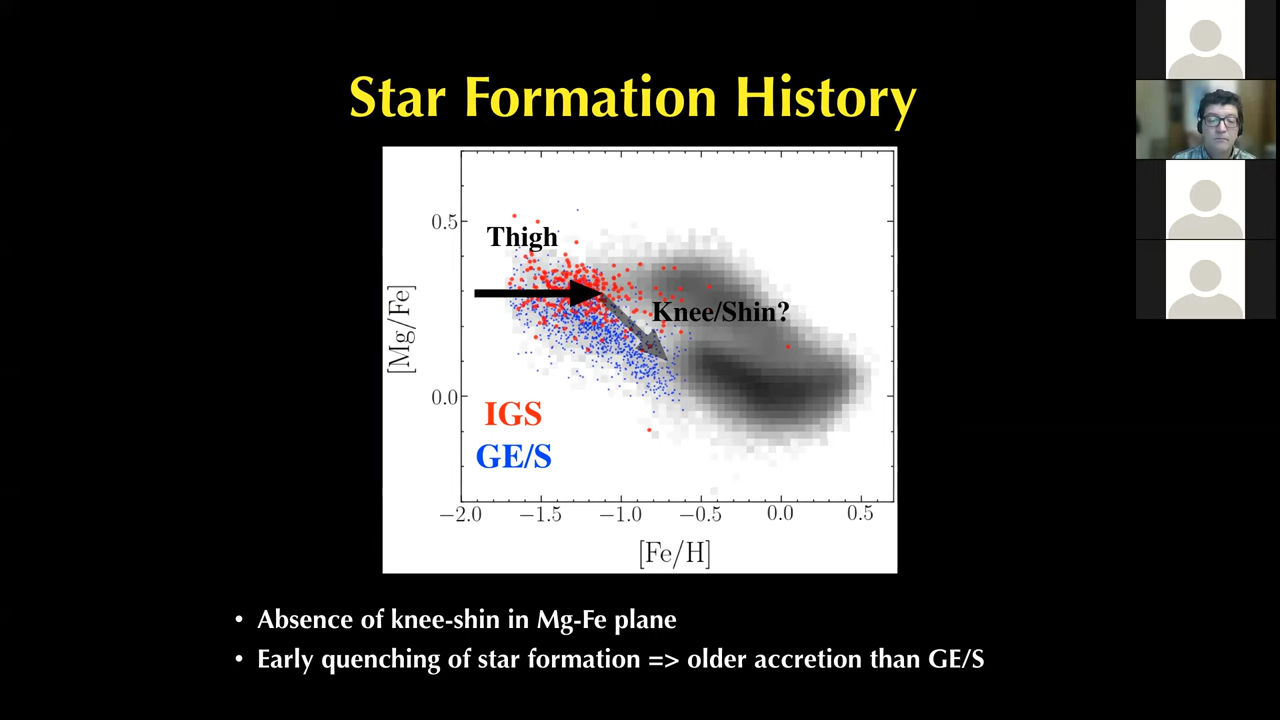 Star Formation History
0.5
Thigh
Knee/Shin?
[Mg/Fe]
0.0
IGS
GE/S
−2.0 −1.5 −1.0 −0.5 0.0 0.5
[Fe/H]
• Absence of knee-shin in Mg-Fe plane
• Early quenching of star formation => older accretion than GE/S